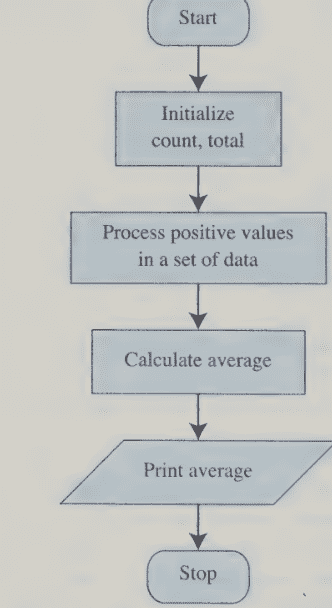 Start
Initialize
count, total
Process positive values
in a set of data
Calculate average
Print average
Stop